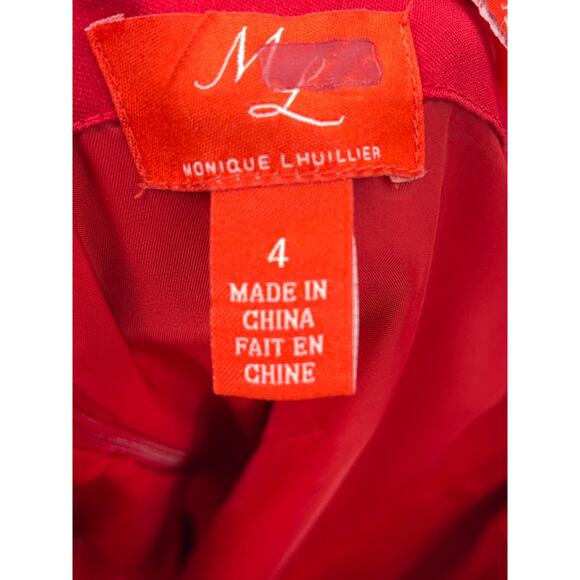 ML
MONIQUE LHUILLIER
4
MADE IN
CHINA
FAIT EN
CHINE